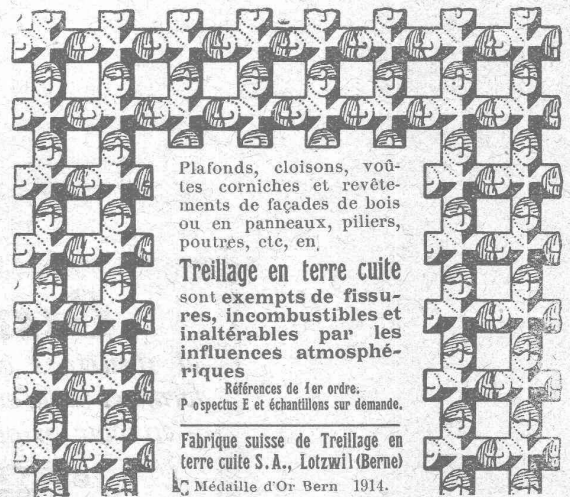 Plafonds, cloisons, voû-
tes corniches et revête-
ments de façades de bois
ou en panneaux, piliers,
poutres, ctc, en,
Treillage en terre cuite
sont exempts de fissu-
res, incombustibles et
inaltérables par les
influences atmosphé-
riques
Références de 1er ordre.
P ospectus E et échantillons sur demande.
Fabrique suisse de Treillage en
terre cuite S.A., Lotzwil (Berne)
Médaille d'Or Bern 1914.